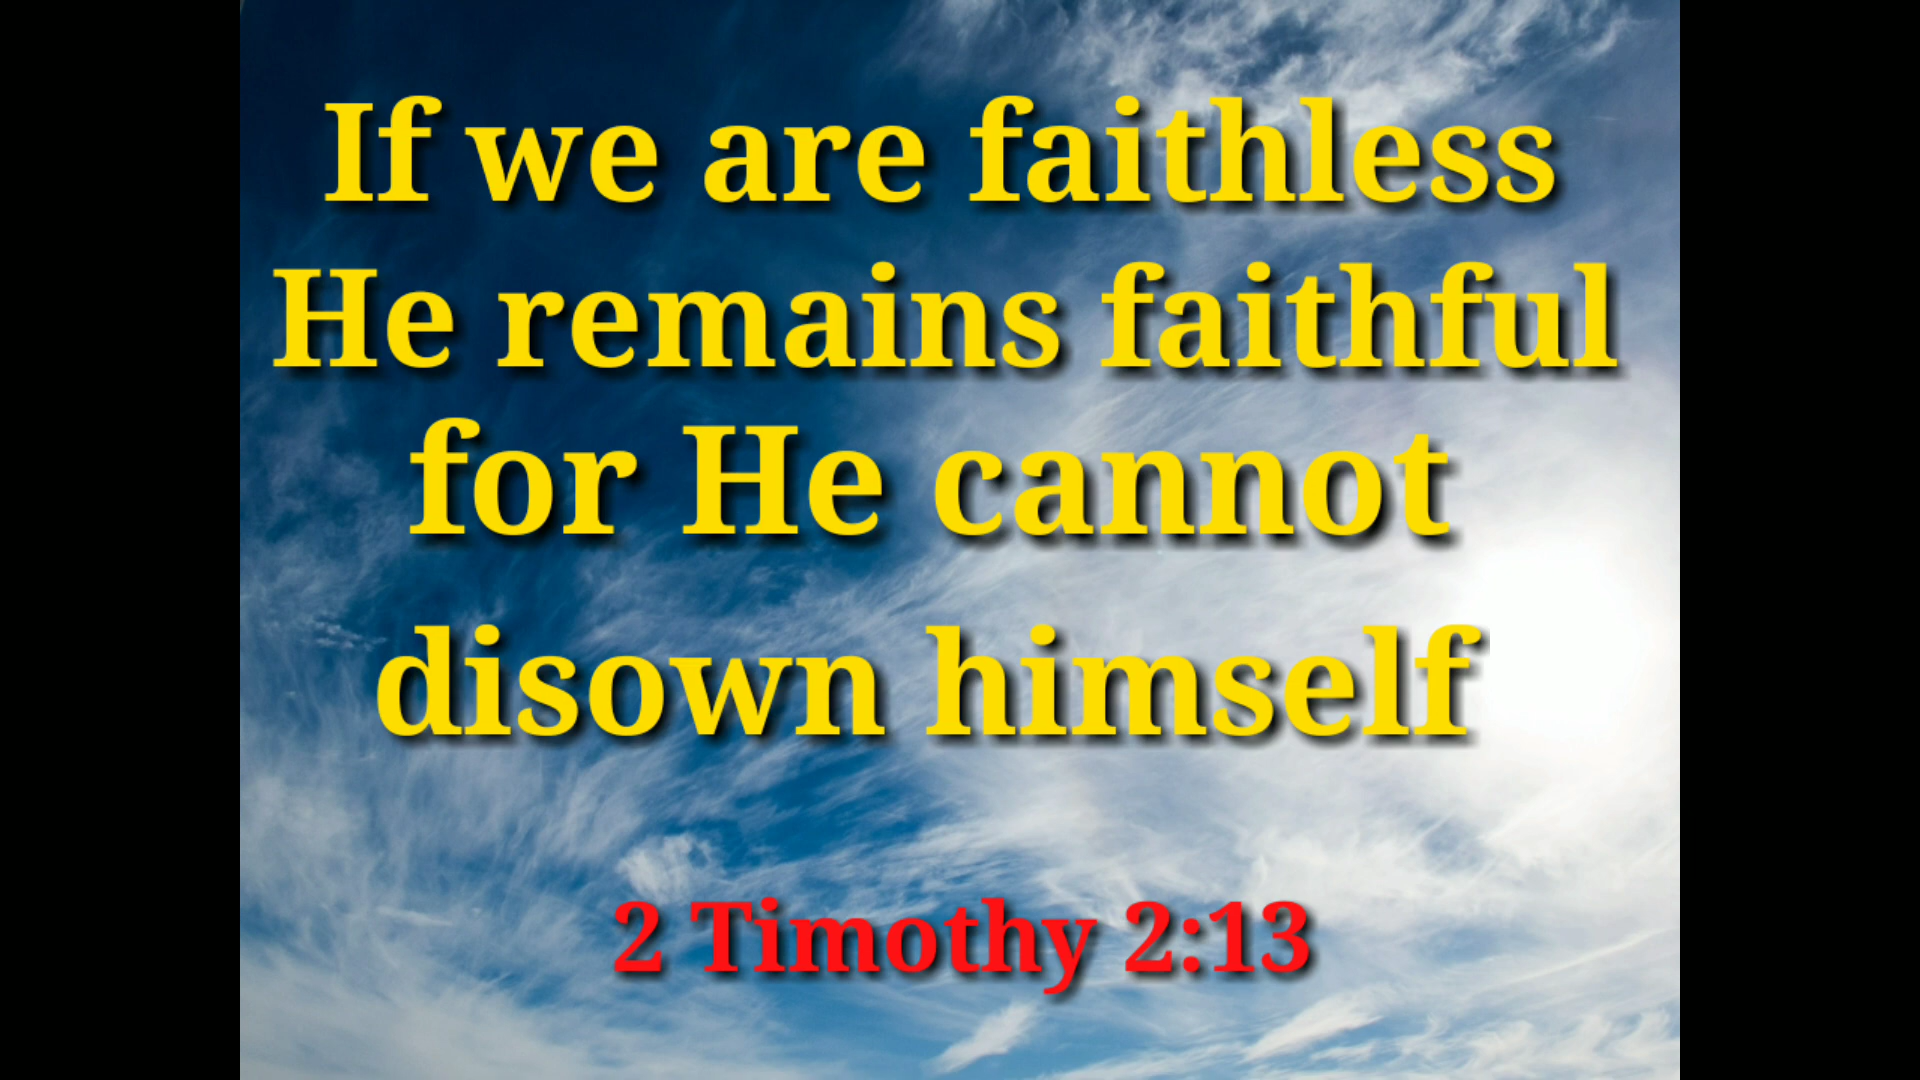 If we are faithless
He remains faithful
for He cannot
disown himself
2 Timothy 2:13